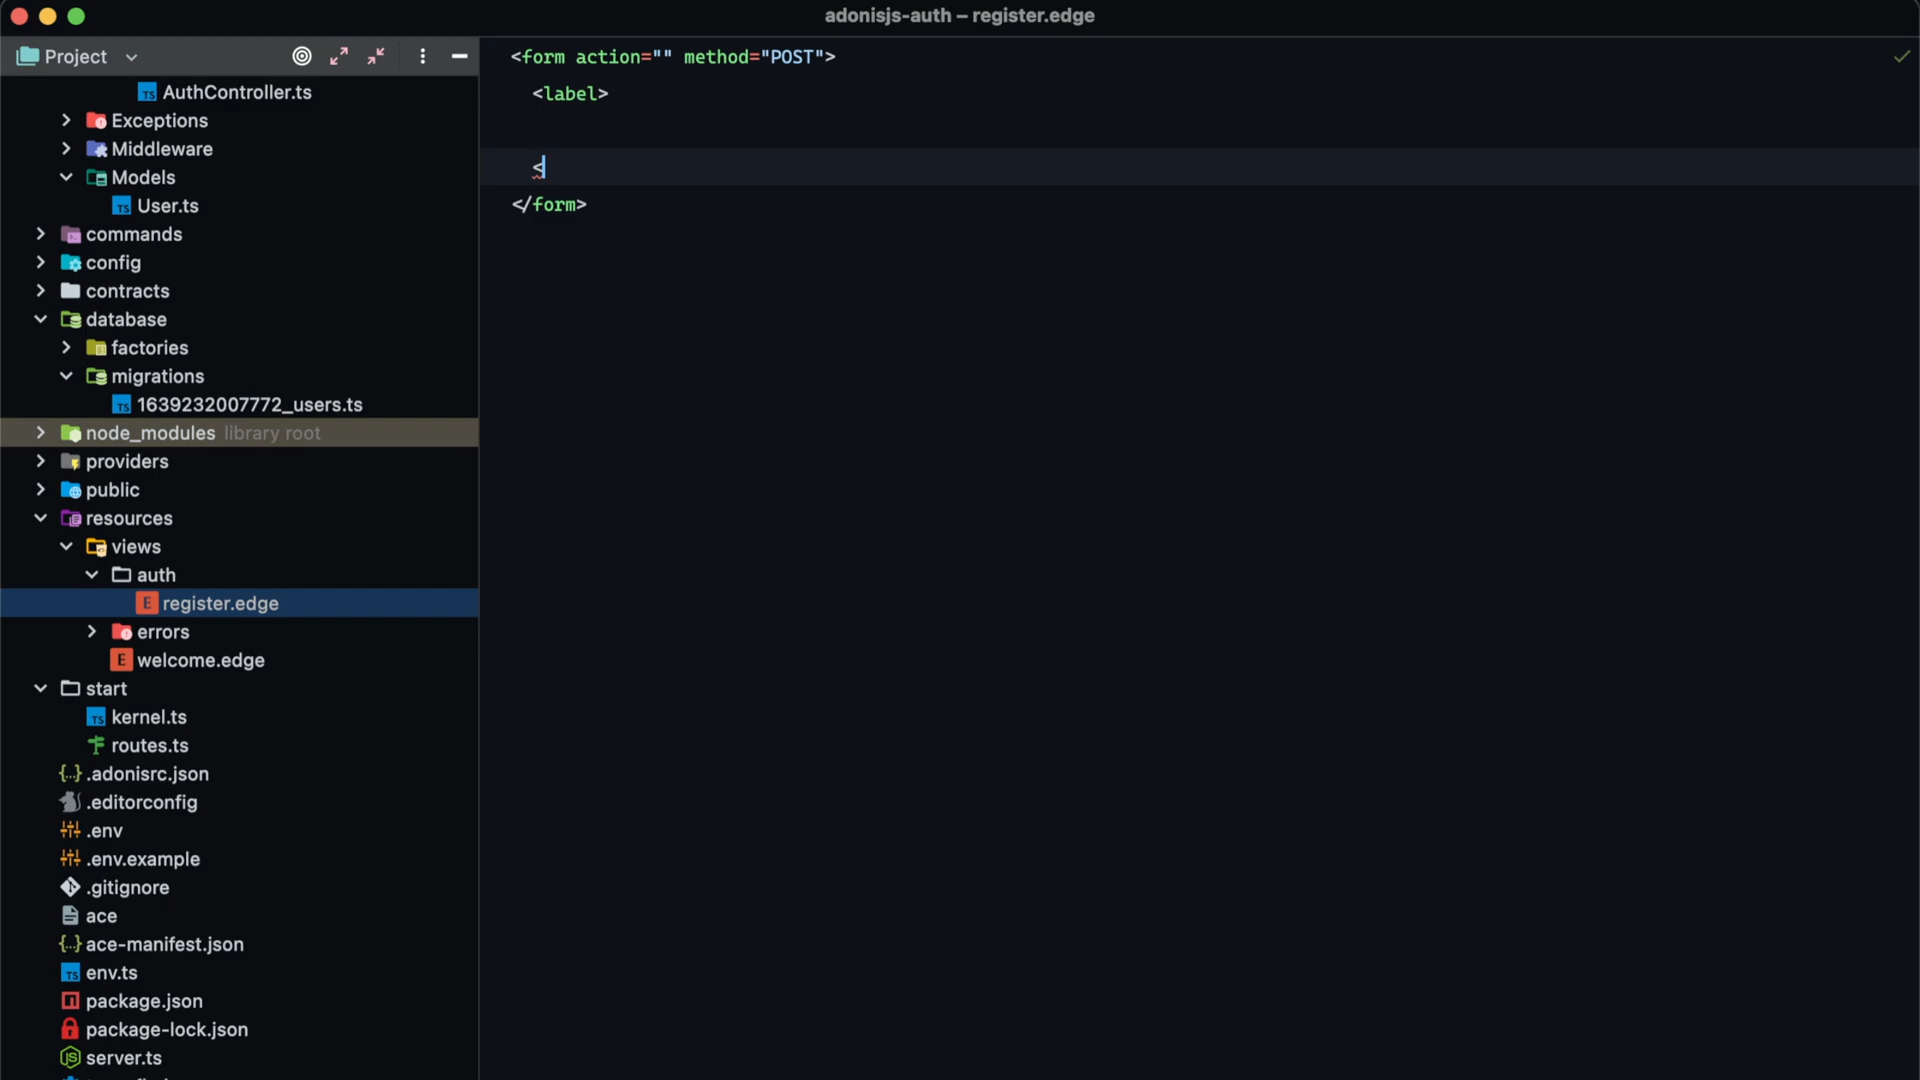 adonisjs-auth – register.edge
Project
AuthController.ts
Exceptions
Middleware
Models
User.ts
commands
config
contracts
database
factories
migrations
1639232007772_users.ts
node_modules library root
providers
public
resources
views
auth
register.edge
errors
welcome.edge
start
kernel.ts
routes.ts
.adonisrc.json
.editorconfig
.env
.env.example
.gitignore
ace
ace-manifest.json
env.ts
package.json
package-lock.json
server.ts
<form action="" method="POST">
<label>
<
</form>